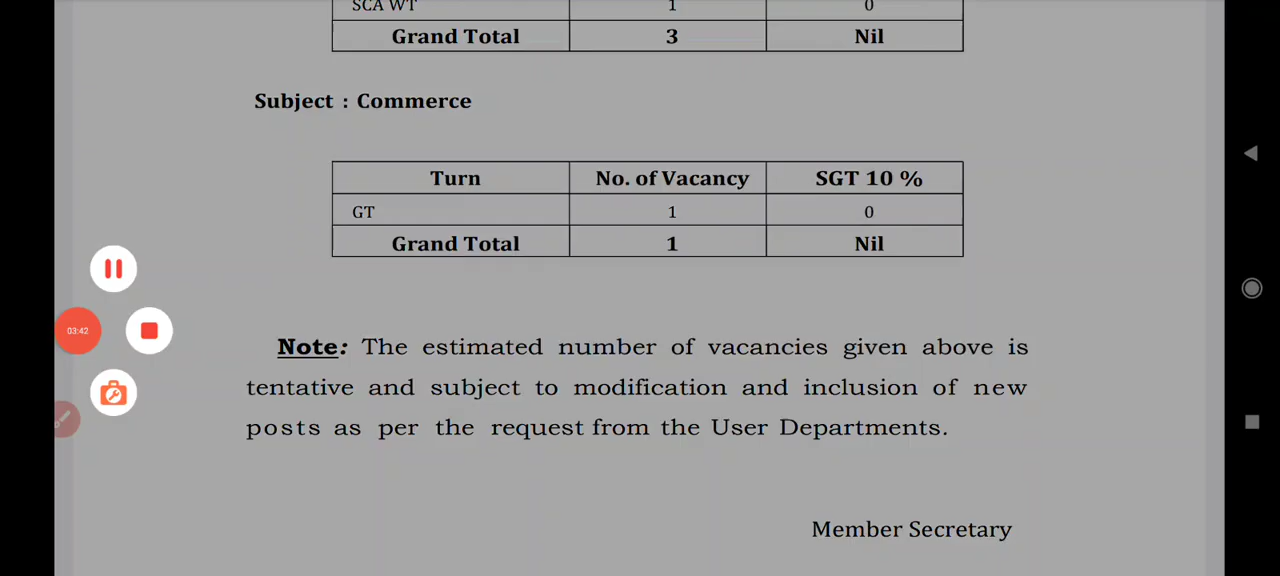 SCA WT 1 0
Grand Total 3 Nil
Subject : Commerce
Turn No. of Vacancy SGT 10 %
GT 1 0
Grand Total 1 Nil
03:42
Note: The estimated number of vacancies given above is
tentative and subject to modification and inclusion of new
posts as per the request from the User Departments.
Member Secretary